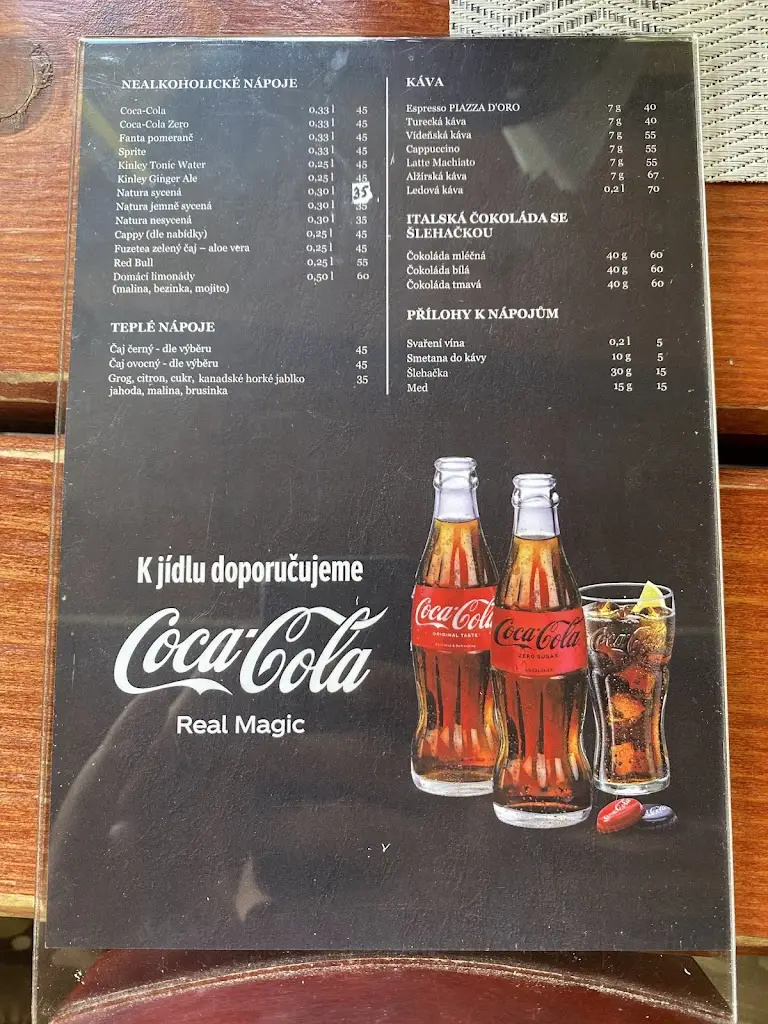 NEALKOHOLICKÉ NÁPOJE
Coca-Cola 0,33 l 45
Coca-Cola Zero 0,33 l 45
Fanta pomeranč 0,33 l 45
Sprite 0,33 l 45
Kinley Tonic Water 0,25 l 45
Kinley Ginger Ale 0,25 l 45
Natura sycená 0,30 l 35
Natura jemně sycená 0,30 l 35
Natura nesycená 0,30 l 35
Cappy (dle nabídky) 0,25 l 45
Fuzetea zelený čaj – aloe vera 0,25 l 45
Red Bull 0,25 l 55
Domácí limonády 0,50 l 60
(malina, bezinka, mojito)
TEPLÉ NÁPOJE
Čaj černý - dle výběru 45
Čaj ovocný - dle výběru 45
Grog, citron, cukr, kanadské horké jablko 35
jahoda, malina, brusinka
KÁVA
Espresso PIAZZA D'ORO 7 g 40
Turecká káva 7 g 40
Vídeňská káva 7 g 55
Cappuccino 7 g 55
Latte Machiato 7 g 55
Alžírská káva 7 g 67
Ledová káva 0,2 l 70
ITALSKÁ ČOKOLÁDA SE
ŠLEHAČKOU
Čokoláda mléčná 40 g 60
Čokoláda bílá 40 g 60
Čokoláda tmavá 40 g 60
PŘÍLOHY K NÁPOJŮM
Svaření vína 0,2 l 5
Smetana do kávy 10 g 5
Šlehačka 30 g 15
Med 15 g 15
K jídlu doporučujeme
Coca-Cola
Real Magic
Coca-Cola
ORIGINAL TASTE
Coca-Cola
ZERO SUGAR
Coca-Cola